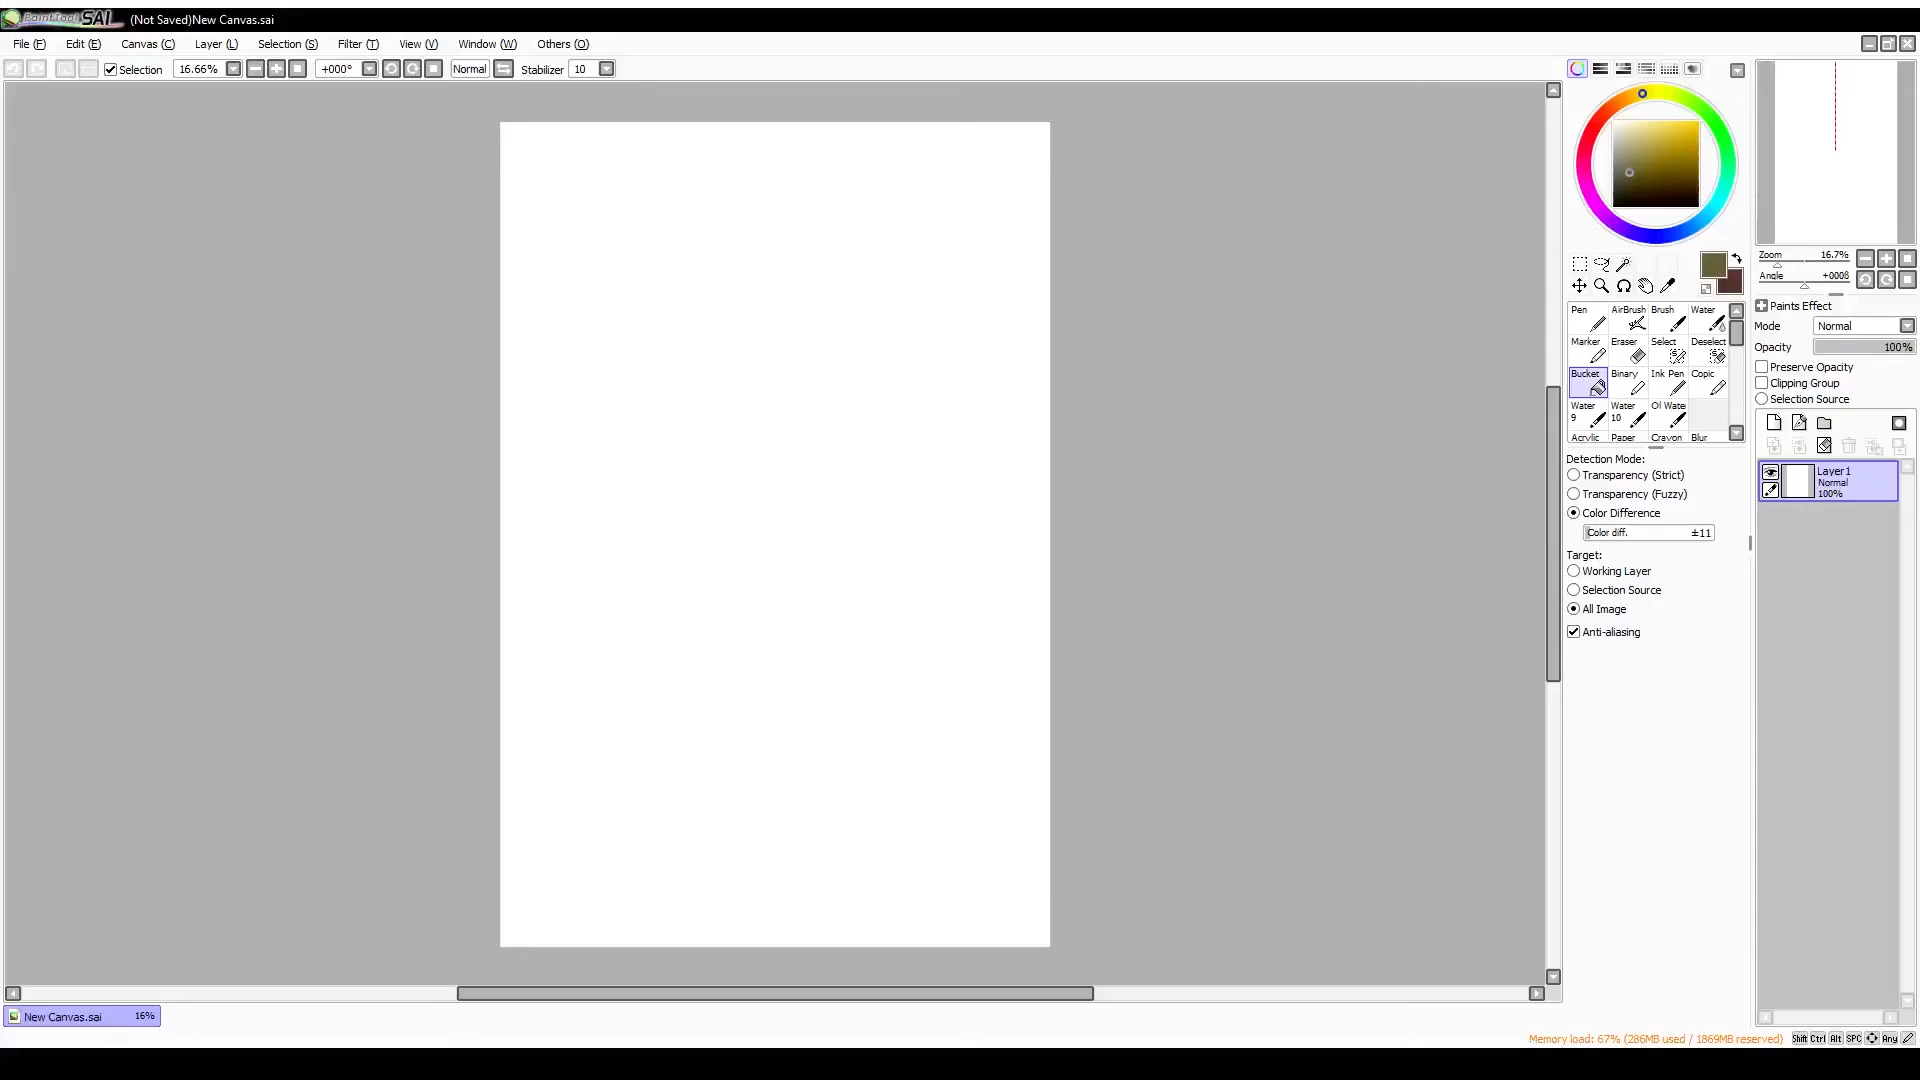 PaintTool SAI (Not Saved)New Canvas.sai
File (F) Edit (E) Canvas (C) Layer (L) Selection (S) Filter (T) View (V) Window (W) Others (O)
Selection 16.66% +000° Normal Stabilizer 10
Zoom 16.7%
Angle +000ß
Paints Effect
Mode Normal
Opacity 100%
Preserve Opacity
Clipping Group
Selection Source
Pen AirBrush Brush Water
Marker Eraser Select Deselect
Bucket Binary Ink Pen Copic
Water 9 Water 10 Ol Wate
Acrylic Paper Crayon Blur
Detection Mode:
Transparency (Strict)
Transparency (Fuzzy)
Color Difference
Color diff. ±11
Target:
Working Layer
Selection Source
All Image
Anti-aliasing
Layer1
Normal
100%
New Canvas.sai 16%
Memory load: 67% (286MB used / 1869MB reserved) Shift Ctrl Alt SPC Any